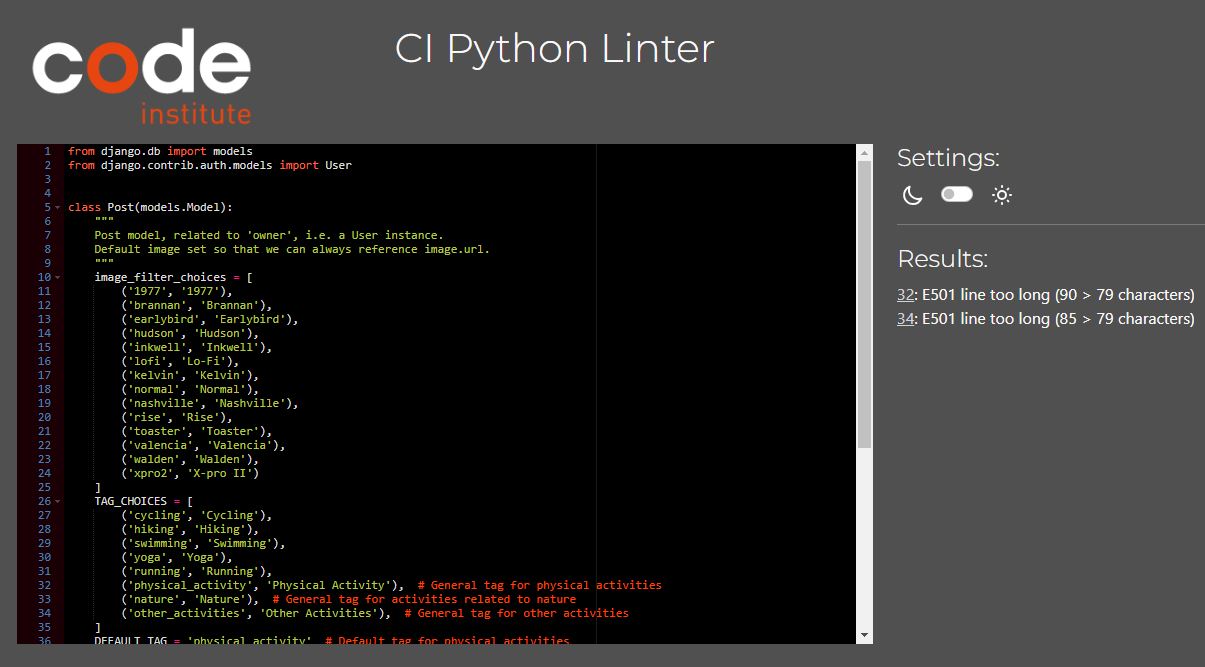 code
institute
CI Python Linter
1 from django.db import models
2 from django.contrib.auth.models import User
3
4
5 class Post(models.Model):
6     """
7     Post model, related to 'owner', i.e. a User instance.
8     Default image set so that we can always reference image.url.
9     """
10     image_filter_choices = [
11         ('1977', '1977'),
12         ('brannan', 'Brannan'),
13         ('earlybird', 'Earlybird'),
14         ('hudson', 'Hudson'),
15         ('inkwell', 'Inkwell'),
16         ('lofi', 'Lo-Fi'),
17         ('kelvin', 'Kelvin'),
18         ('normal', 'Normal'),
19         ('nashville', 'Nashville'),
20         ('rise', 'Rise'),
21         ('toaster', 'Toaster'),
22         ('valencia', 'Valencia'),
23         ('walden', 'Walden'),
24         ('xpro2', 'X-pro II')
25     ]
26     TAG_CHOICES = [
27         ('cycling', 'Cycling'),
28         ('hiking', 'Hiking'),
29         ('swimming', 'Swimming'),
30         ('yoga', 'Yoga'),
31         ('running', 'Running'),
32         ('physical_activity', 'Physical Activity'),  # General tag for physical activities
33         ('nature', 'Nature'),  # General tag for activities related to nature
34         ('other_activities', 'Other Activities'),  # General tag for other activities
35     ]
36     DEFAULT_TAG = 'physical_activity'  # Default tag for physical activities
Settings:
Results:
32: E501 line too long (90 > 79 characters)
34: E501 line too long (85 > 79 characters)